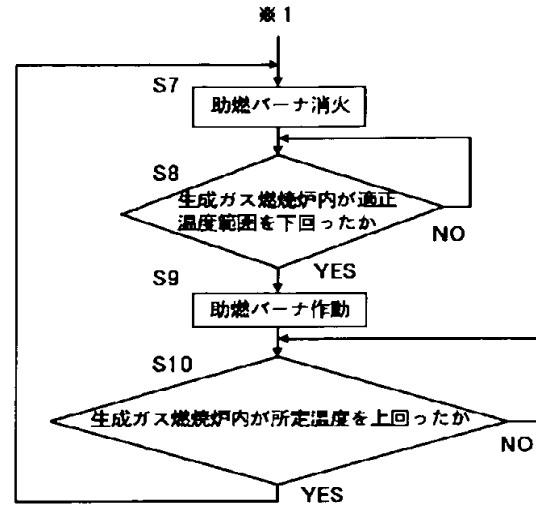 ※1
S7
助燃バーナ消火
S8
生成ガス燃焼炉内が適正
温度範囲を下回ったか
NO
YES
S9
助燃バーナ作動
S10
生成ガス燃焼炉内が所定温度を上回ったか
NO
YES